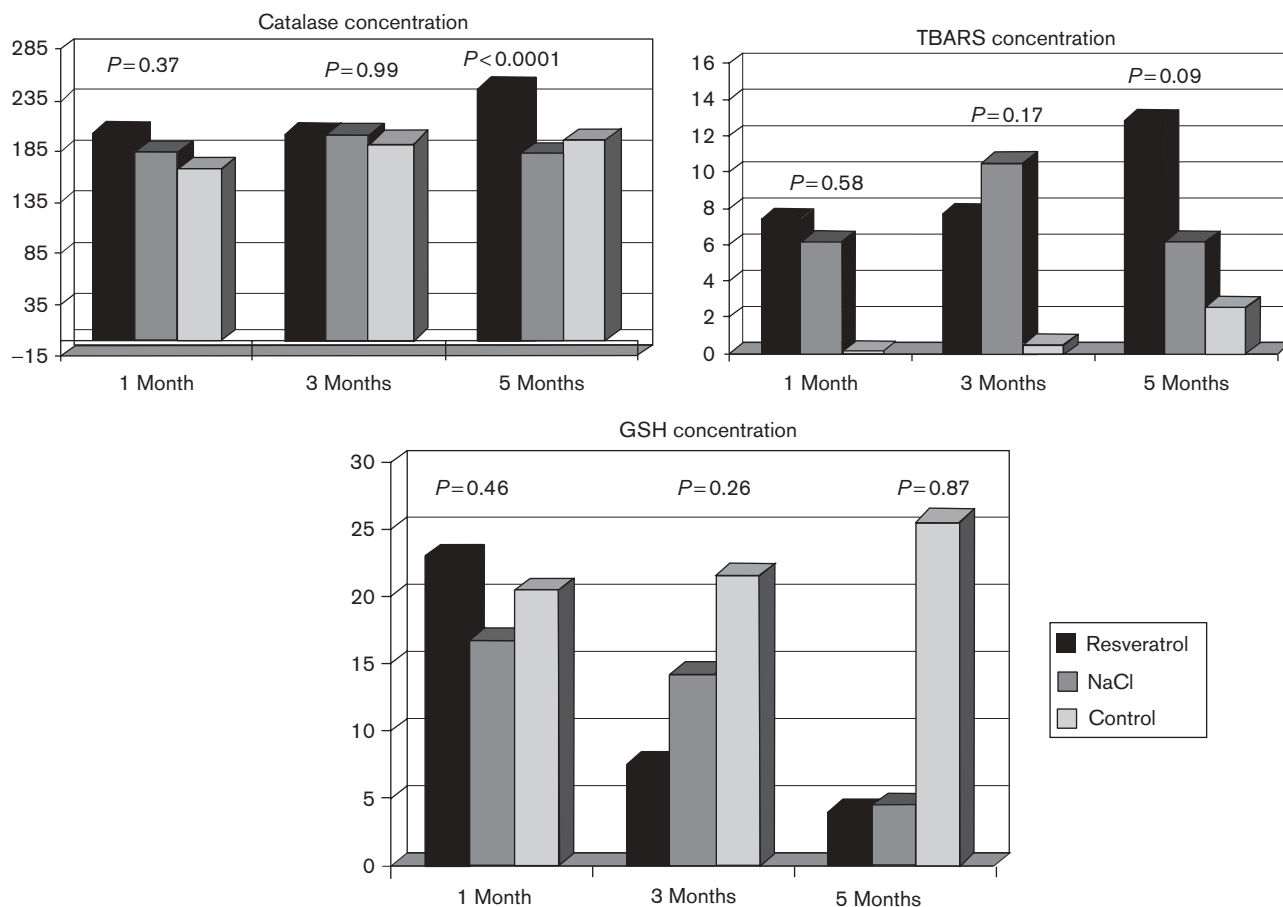 Catalase concentration
285
235
185
135
85
35
−15
P=0.37
P=0.99
P<0.0001
1 Month
3 Months
5 Months
TBARS concentration
16
14
12
10
8
6
4
2
0
P=0.58
P=0.17
P=0.09
1 Month
3 Months
5 Months
GSH concentration
30
25
20
15
10
5
0
P=0.46
P=0.26
P=0.87
1 Month
3 Months
5 Months
Resveratrol
NaCl
Control